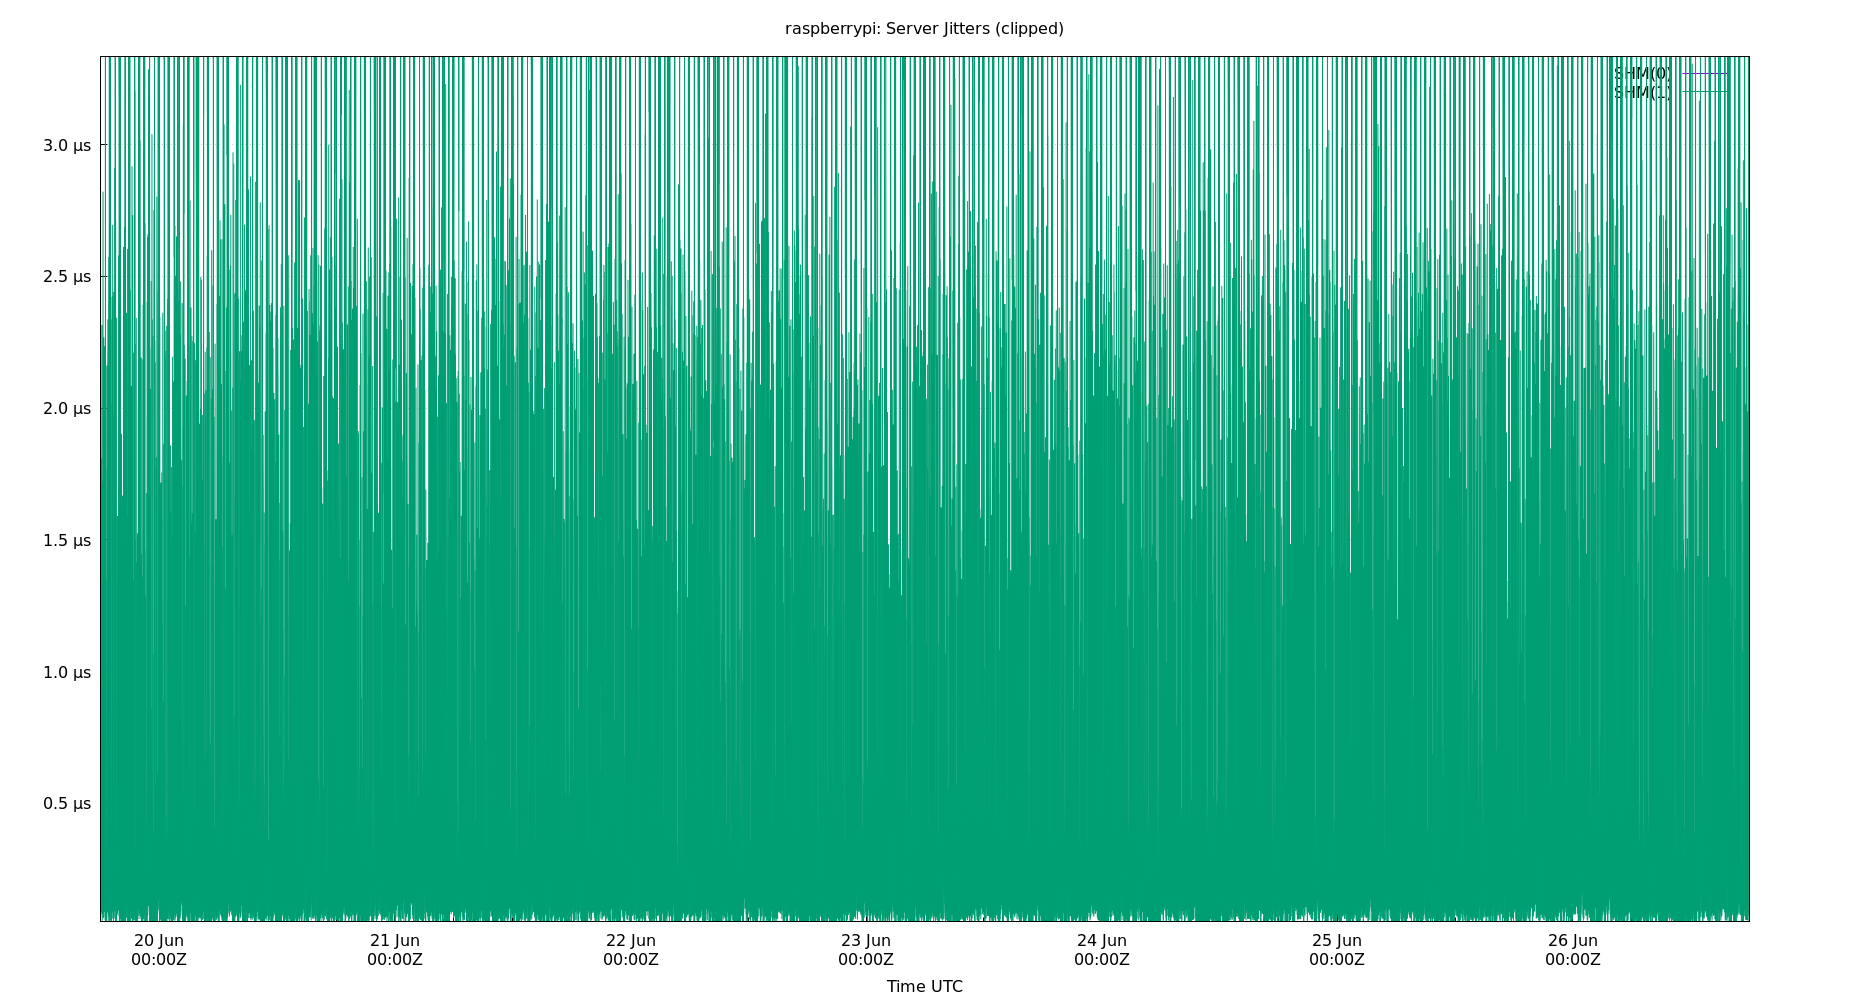 raspberrypi: Server Jitters (clipped)
SHM(0)
SHM(1)
3.0 µs
2.5 µs
2.0 µs
1.5 µs
1.0 µs
0.5 µs
20 Jun 21 Jun 22 Jun 23 Jun 24 Jun 25 Jun 26 Jun
00:00Z 00:00Z 00:00Z 00:00Z 00:00Z 00:00Z 00:00Z
Time UTC